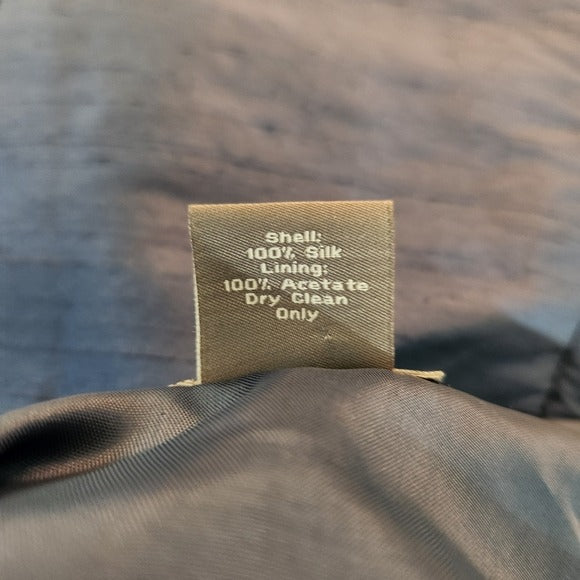 Shell:
100% Silk
Lining:
100% Acetate
Dry Clean
Only